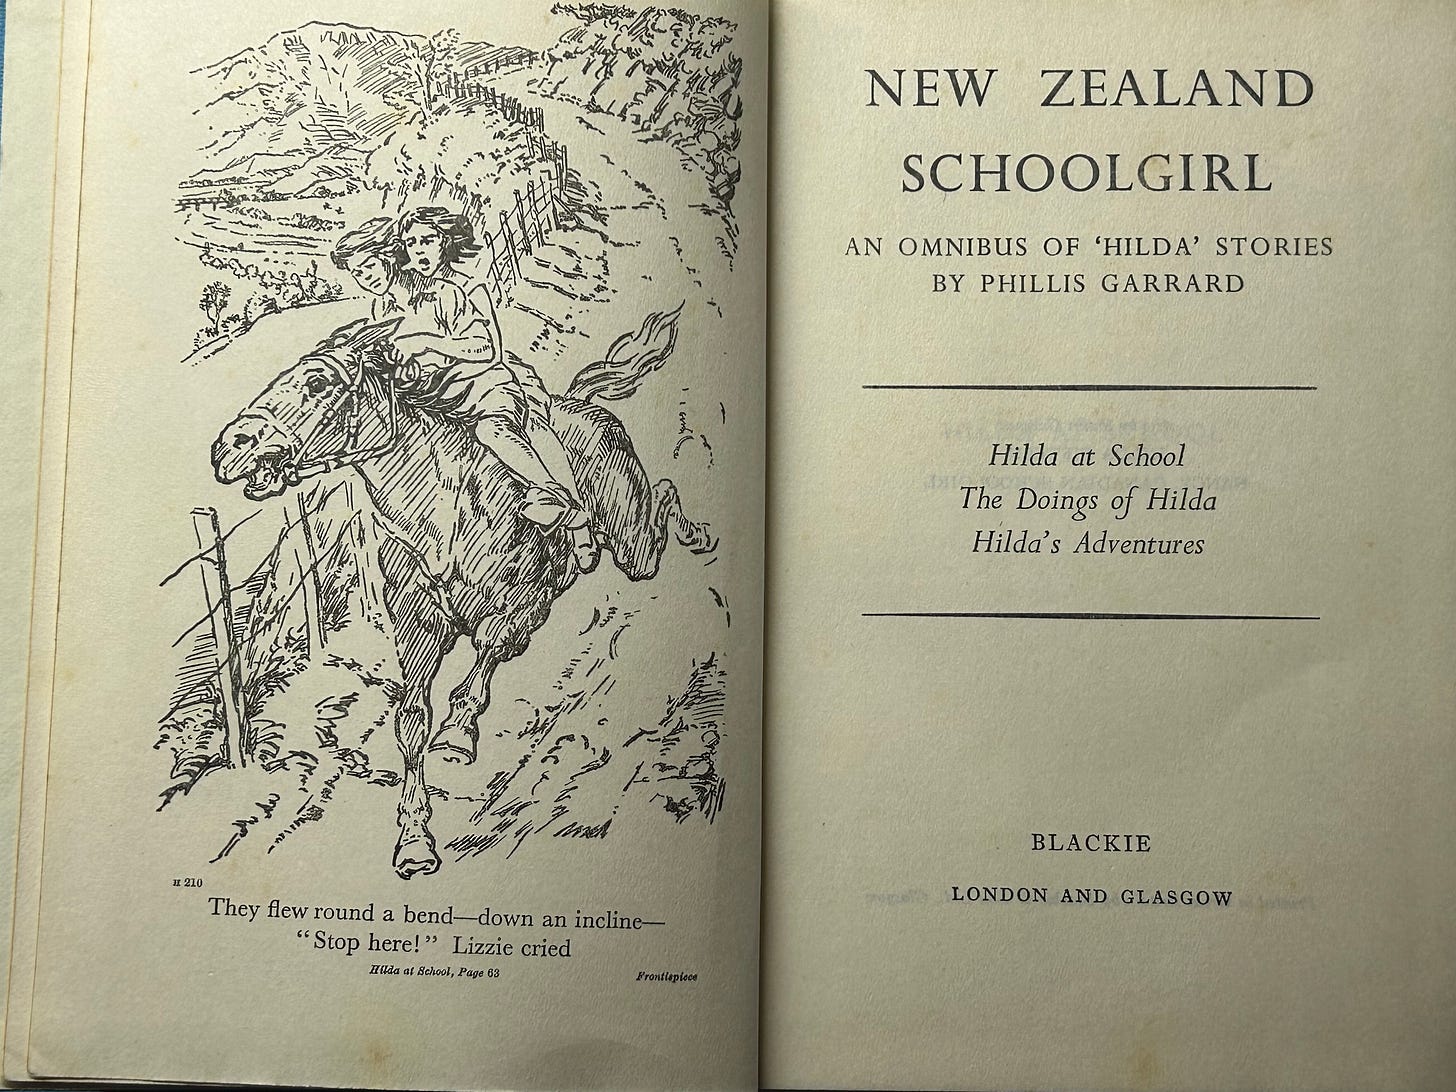 H 210
They flew round a bend—down an incline—
“Stop here!” Lizzie cried
Hilda at School, Page 63
Frontispiece
NEW ZEALAND
SCHOOLGIRL
AN OMNIBUS OF ‘HILDA’ STORIES
BY PHILLIS GARRARD
Hilda at School
The Doings of Hilda
Hilda’s Adventures
BLACKIE
LONDON AND GLASGOW